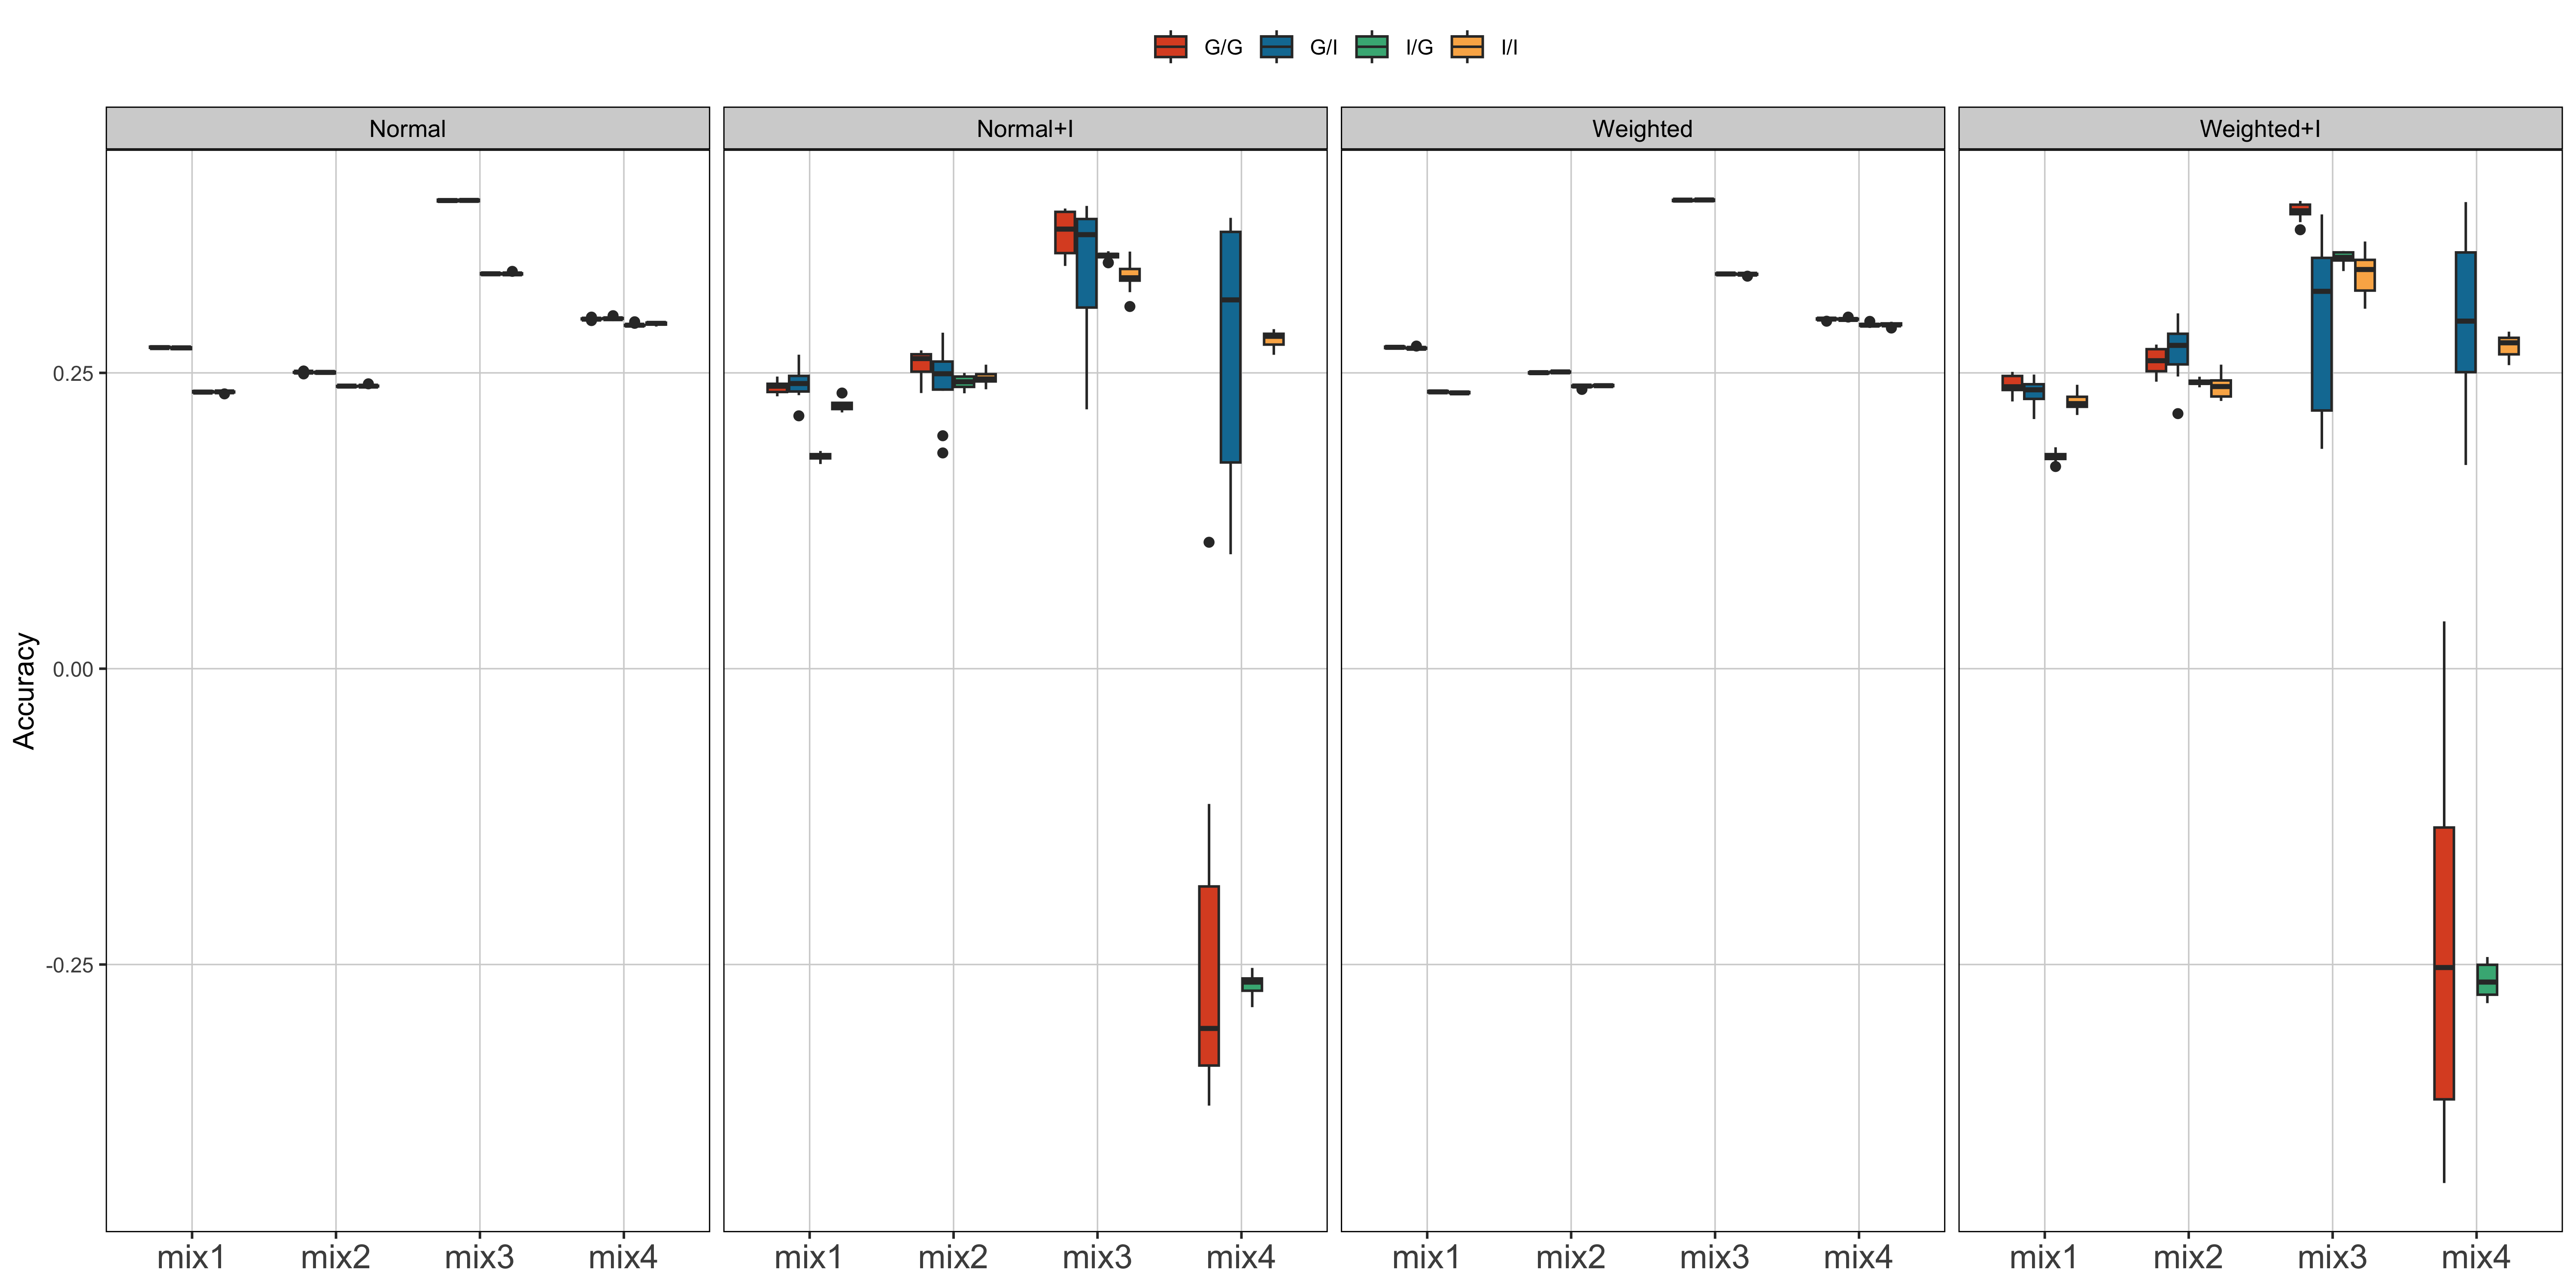 G/G G/I I/G I/I
Normal Normal+I Weighted Weighted+I
0.25
0.00
-0.25
Accuracy
mix1 mix2 mix3 mix4 mix1 mix2 mix3 mix4 mix1 mix2 mix3 mix4 mix1 mix2 mix3 mix4